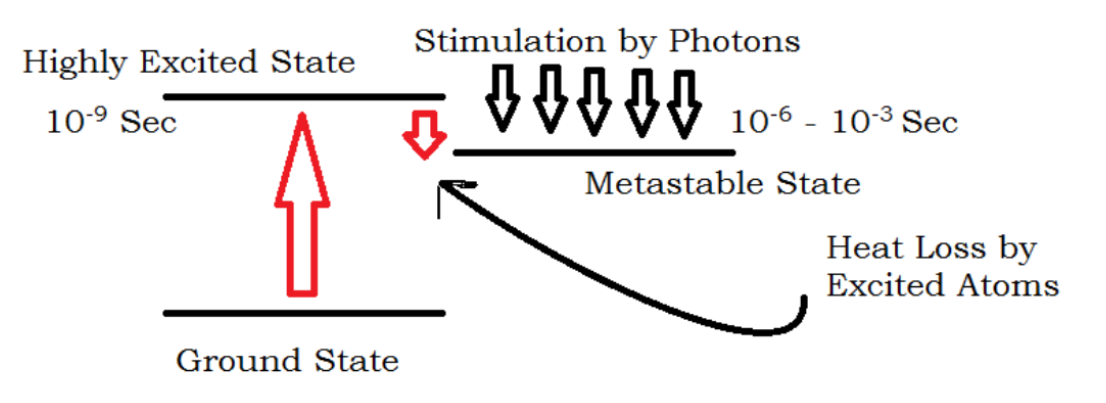 Stimulation by Photons
Highly Excited State
10⁻⁹ Sec
10⁻⁶ - 10⁻³ Sec
Metastable State
Heat Loss by
Excited Atoms
Ground State